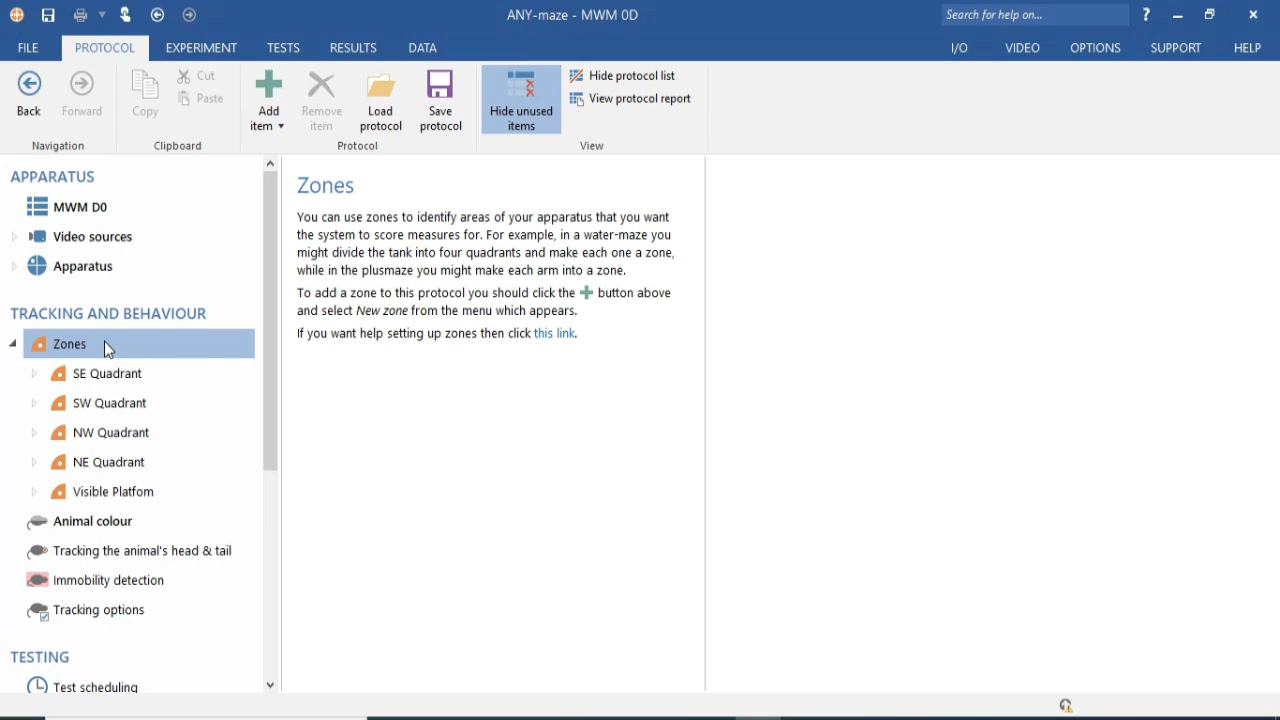 ANY-maze - MWM 0D
Search for help on...
?
FILE PROTOCOL EXPERIMENT TESTS RESULTS DATA I/O VIDEO OPTIONS SUPPORT HELP
Back
Forward
Navigation
Copy
Cut
Paste
Clipboard
Add item
Remove item
Load protocol
Save protocol
Protocol
Hide unused items
Hide protocol list
View protocol report
View
APPARATUS
MWM D0
Video sources
Apparatus
TRACKING AND BEHAVIOUR
Zones
SE Quadrant
SW Quadrant
NW Quadrant
NE Quadrant
Visible Platfom
Animal colour
Tracking the animal's head & tail
Immobility detection
Tracking options
TESTING
Test scheduling
Zones
You can use zones to identify areas of your apparatus that you want
the system to score measures for. For example, in a water-maze you
might divide the tank into four quadrants and make each one a zone,
while in the plusmaze you might make each arm into a zone.
To add a zone to this protocol you should click the button above
and select New zone from the menu which appears.
If you want help setting up zones then click this link.